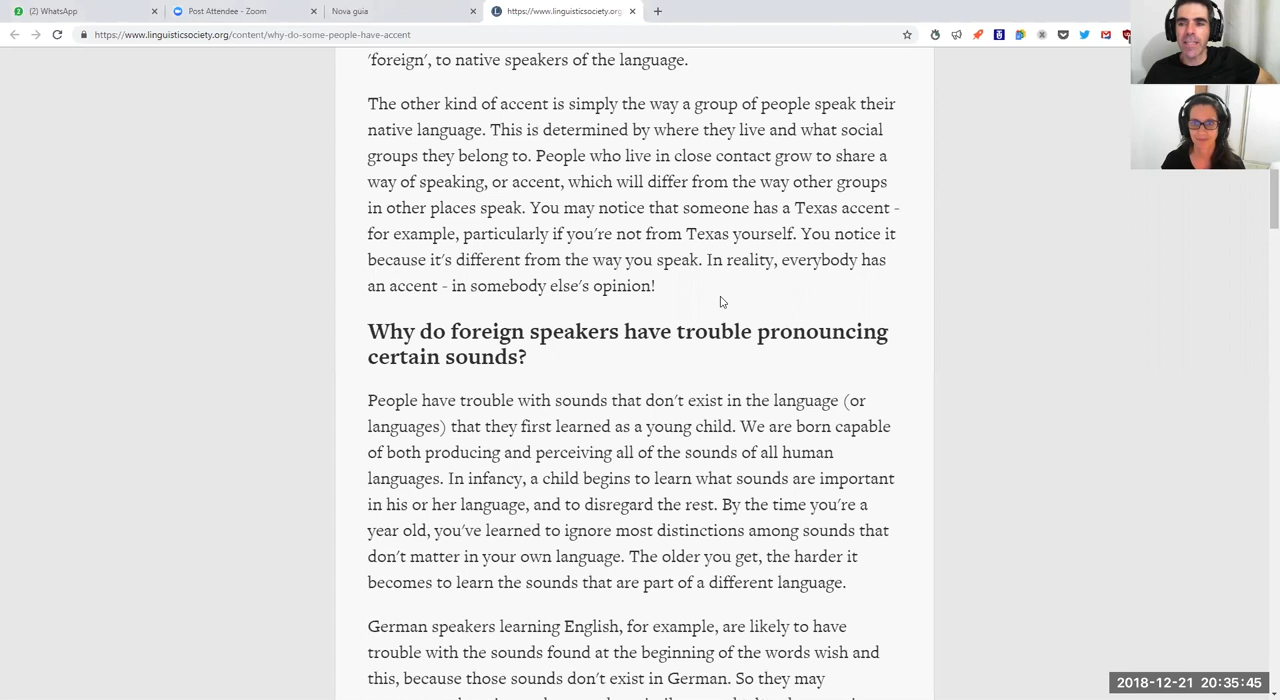 (2) WhatsApp
Post Attendee - Zoom
Nova guia
https://www.linguisticsociety.org
https://www.linguisticsociety.org/content/why-do-some-people-have-accent
'foreign', to native speakers of the language.
The other kind of accent is simply the way a group of people speak their
native language. This is determined by where they live and what social
groups they belong to. People who live in close contact grow to share a
way of speaking, or accent, which will differ from the way other groups
in other places speak. You may notice that someone has a Texas accent -
for example, particularly if you're not from Texas yourself. You notice it
because it's different from the way you speak. In reality, everybody has
an accent - in somebody else's opinion!
Why do foreign speakers have trouble pronouncing
certain sounds?
People have trouble with sounds that don't exist in the language (or
languages) that they first learned as a young child. We are born capable
of both producing and perceiving all of the sounds of all human
languages. In infancy, a child begins to learn what sounds are important
in his or her language, and to disregard the rest. By the time you're a
year old, you've learned to ignore most distinctions among sounds that
don't matter in your own language. The older you get, the harder it
becomes to learn the sounds that are part of a different language.
German speakers learning English, for example, are likely to have
trouble with the sounds found at the beginning of the words wish and
this, because those sounds don't exist in German. So they may
2018-12-21 20:35:45